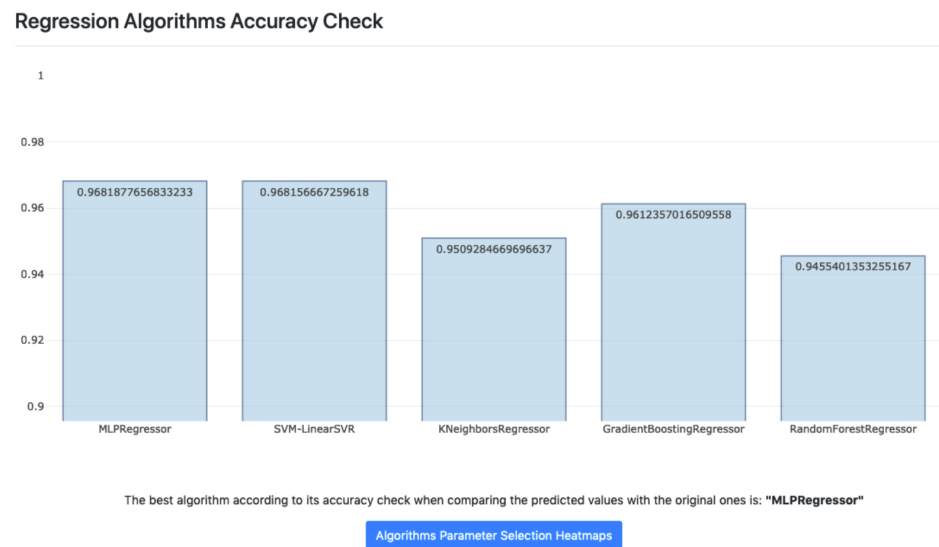 Regression Algorithms Accuracy Check
1
0.98
0.9681877656833233
0.968156667259618
0.96
0.9612357016509558
0.9509284669696637
0.94
0.9455401353255167
0.92
0.9
MLPRegressor
SVM-LinearSVR
KNeighborsRegressor
GradientBoostingRegressor
RandomForestRegressor
The best algorithm according to its accuracy check when comparing the predicted values with the original ones is: "MLPRegressor"
Algorithms Parameter Selection Heatmaps